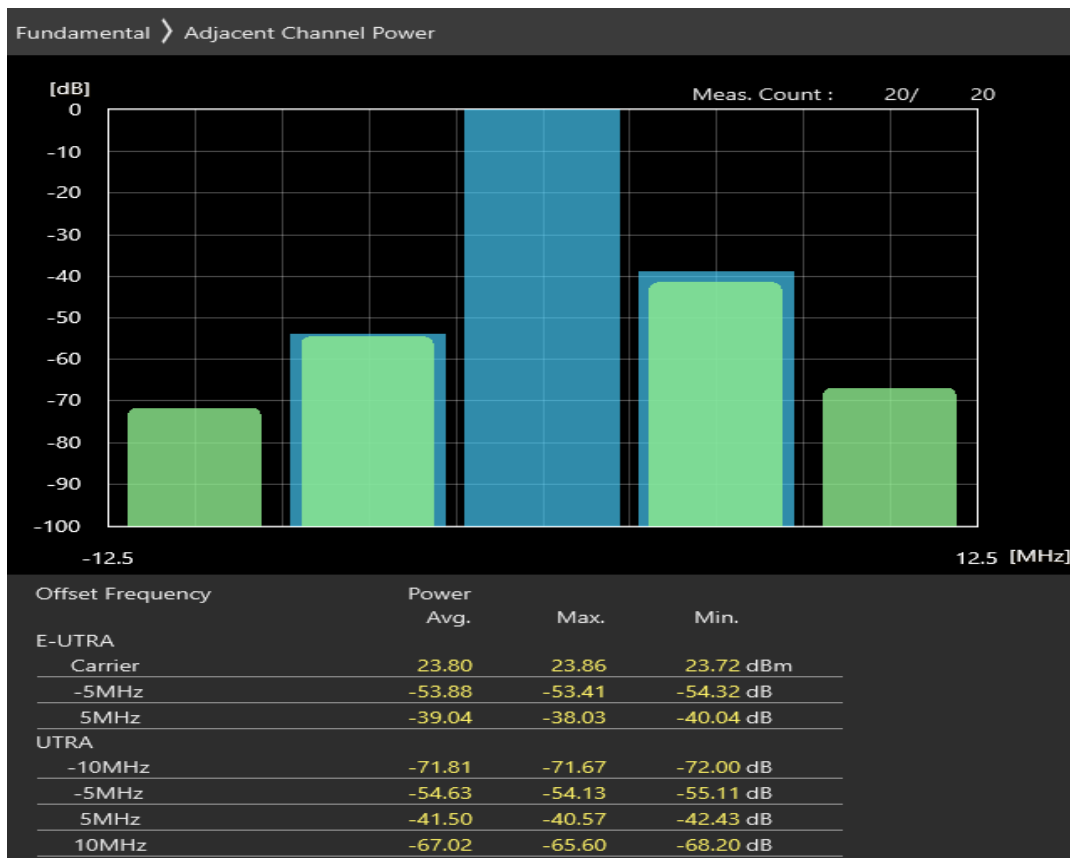 Fundamental 〉 Adjacent Channel Power
[dB]
Meas. Count : 20/ 20
0
-10
-20
-30
-40
-50
-60
-70
-80
-90
-100
-12.5 12.5 [MHz]
Offset Frequency Power
Avg. Max. Min.
E-UTRA
Carrier 23.80 23.86 23.72 dBm
-5MHz -53.88 -53.41 -54.32 dB
5MHz -39.04 -38.03 -40.04 dB
UTRA
-10MHz -71.81 -71.67 -72.00 dB
-5MHz -54.63 -54.13 -55.11 dB
5MHz -41.50 -40.57 -42.43 dB
10MHz -67.02 -65.60 -68.20 dB